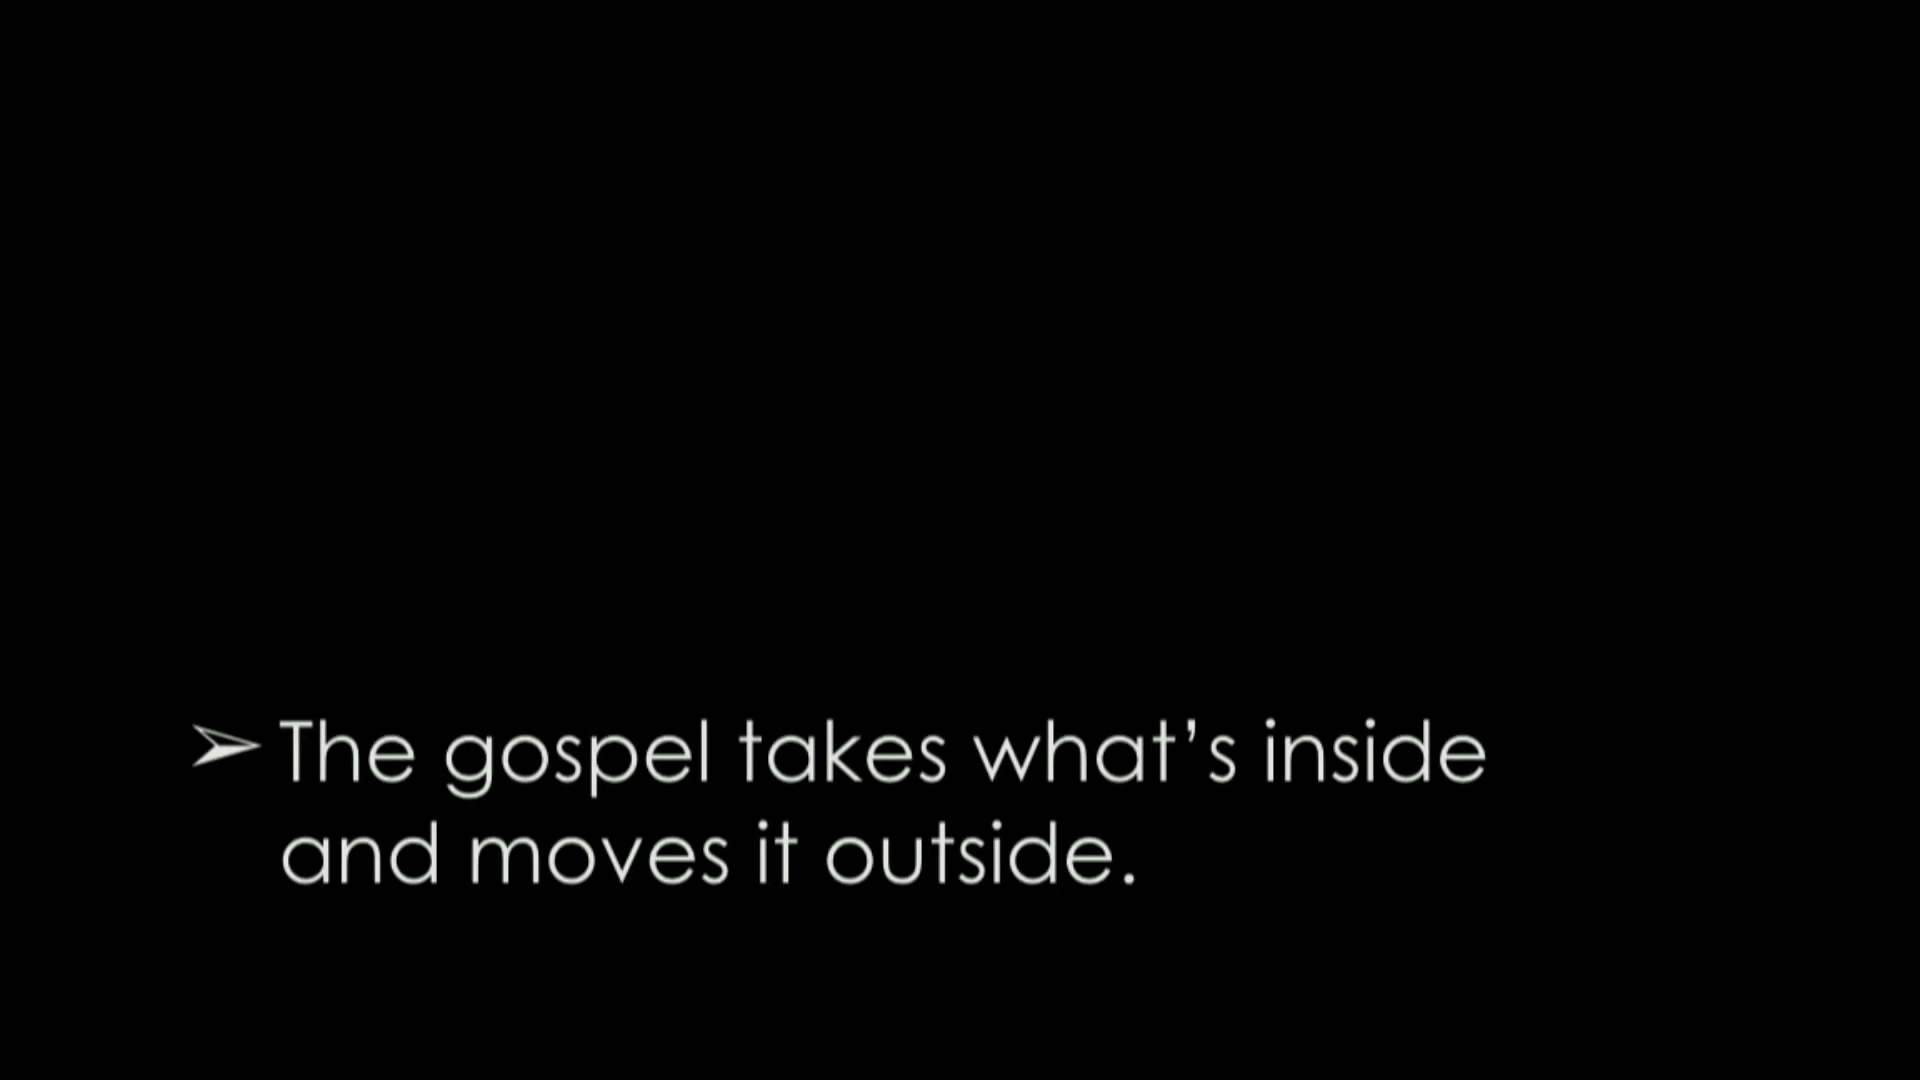 ➢ The gospel takes what’s inside
and moves it outside.